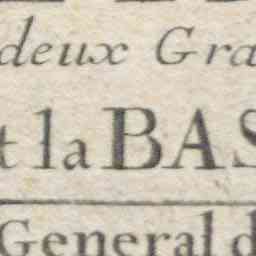 deux Gra
t la BAS
General d